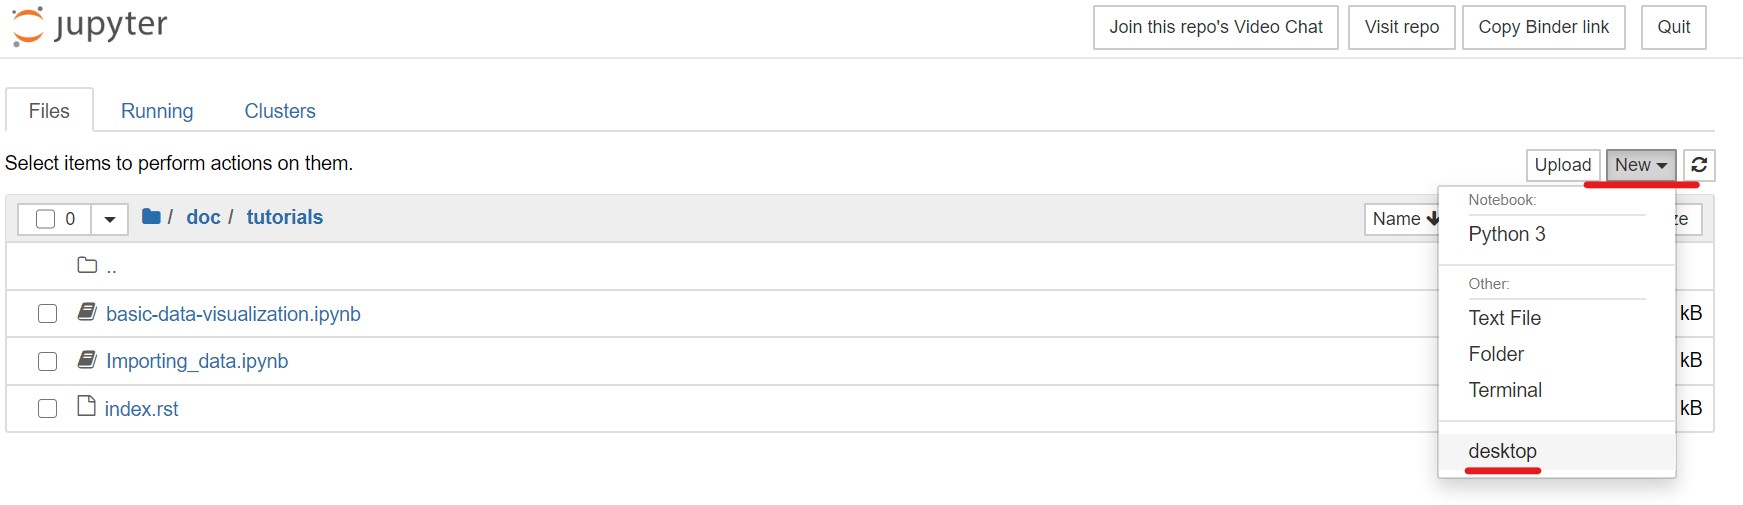 jupyter
Join this repo's Video Chat
Visit repo
Copy Binder link
Quit
Files
Running
Clusters
Select items to perform actions on them.
Upload
New
0
/ doc / tutorials
Name
ze
..
basic-data-visualization.ipynb
kB
Importing_data.ipynb
kB
index.rst
kB
Notebook:
Python 3
Other:
Text File
Folder
Terminal
desktop